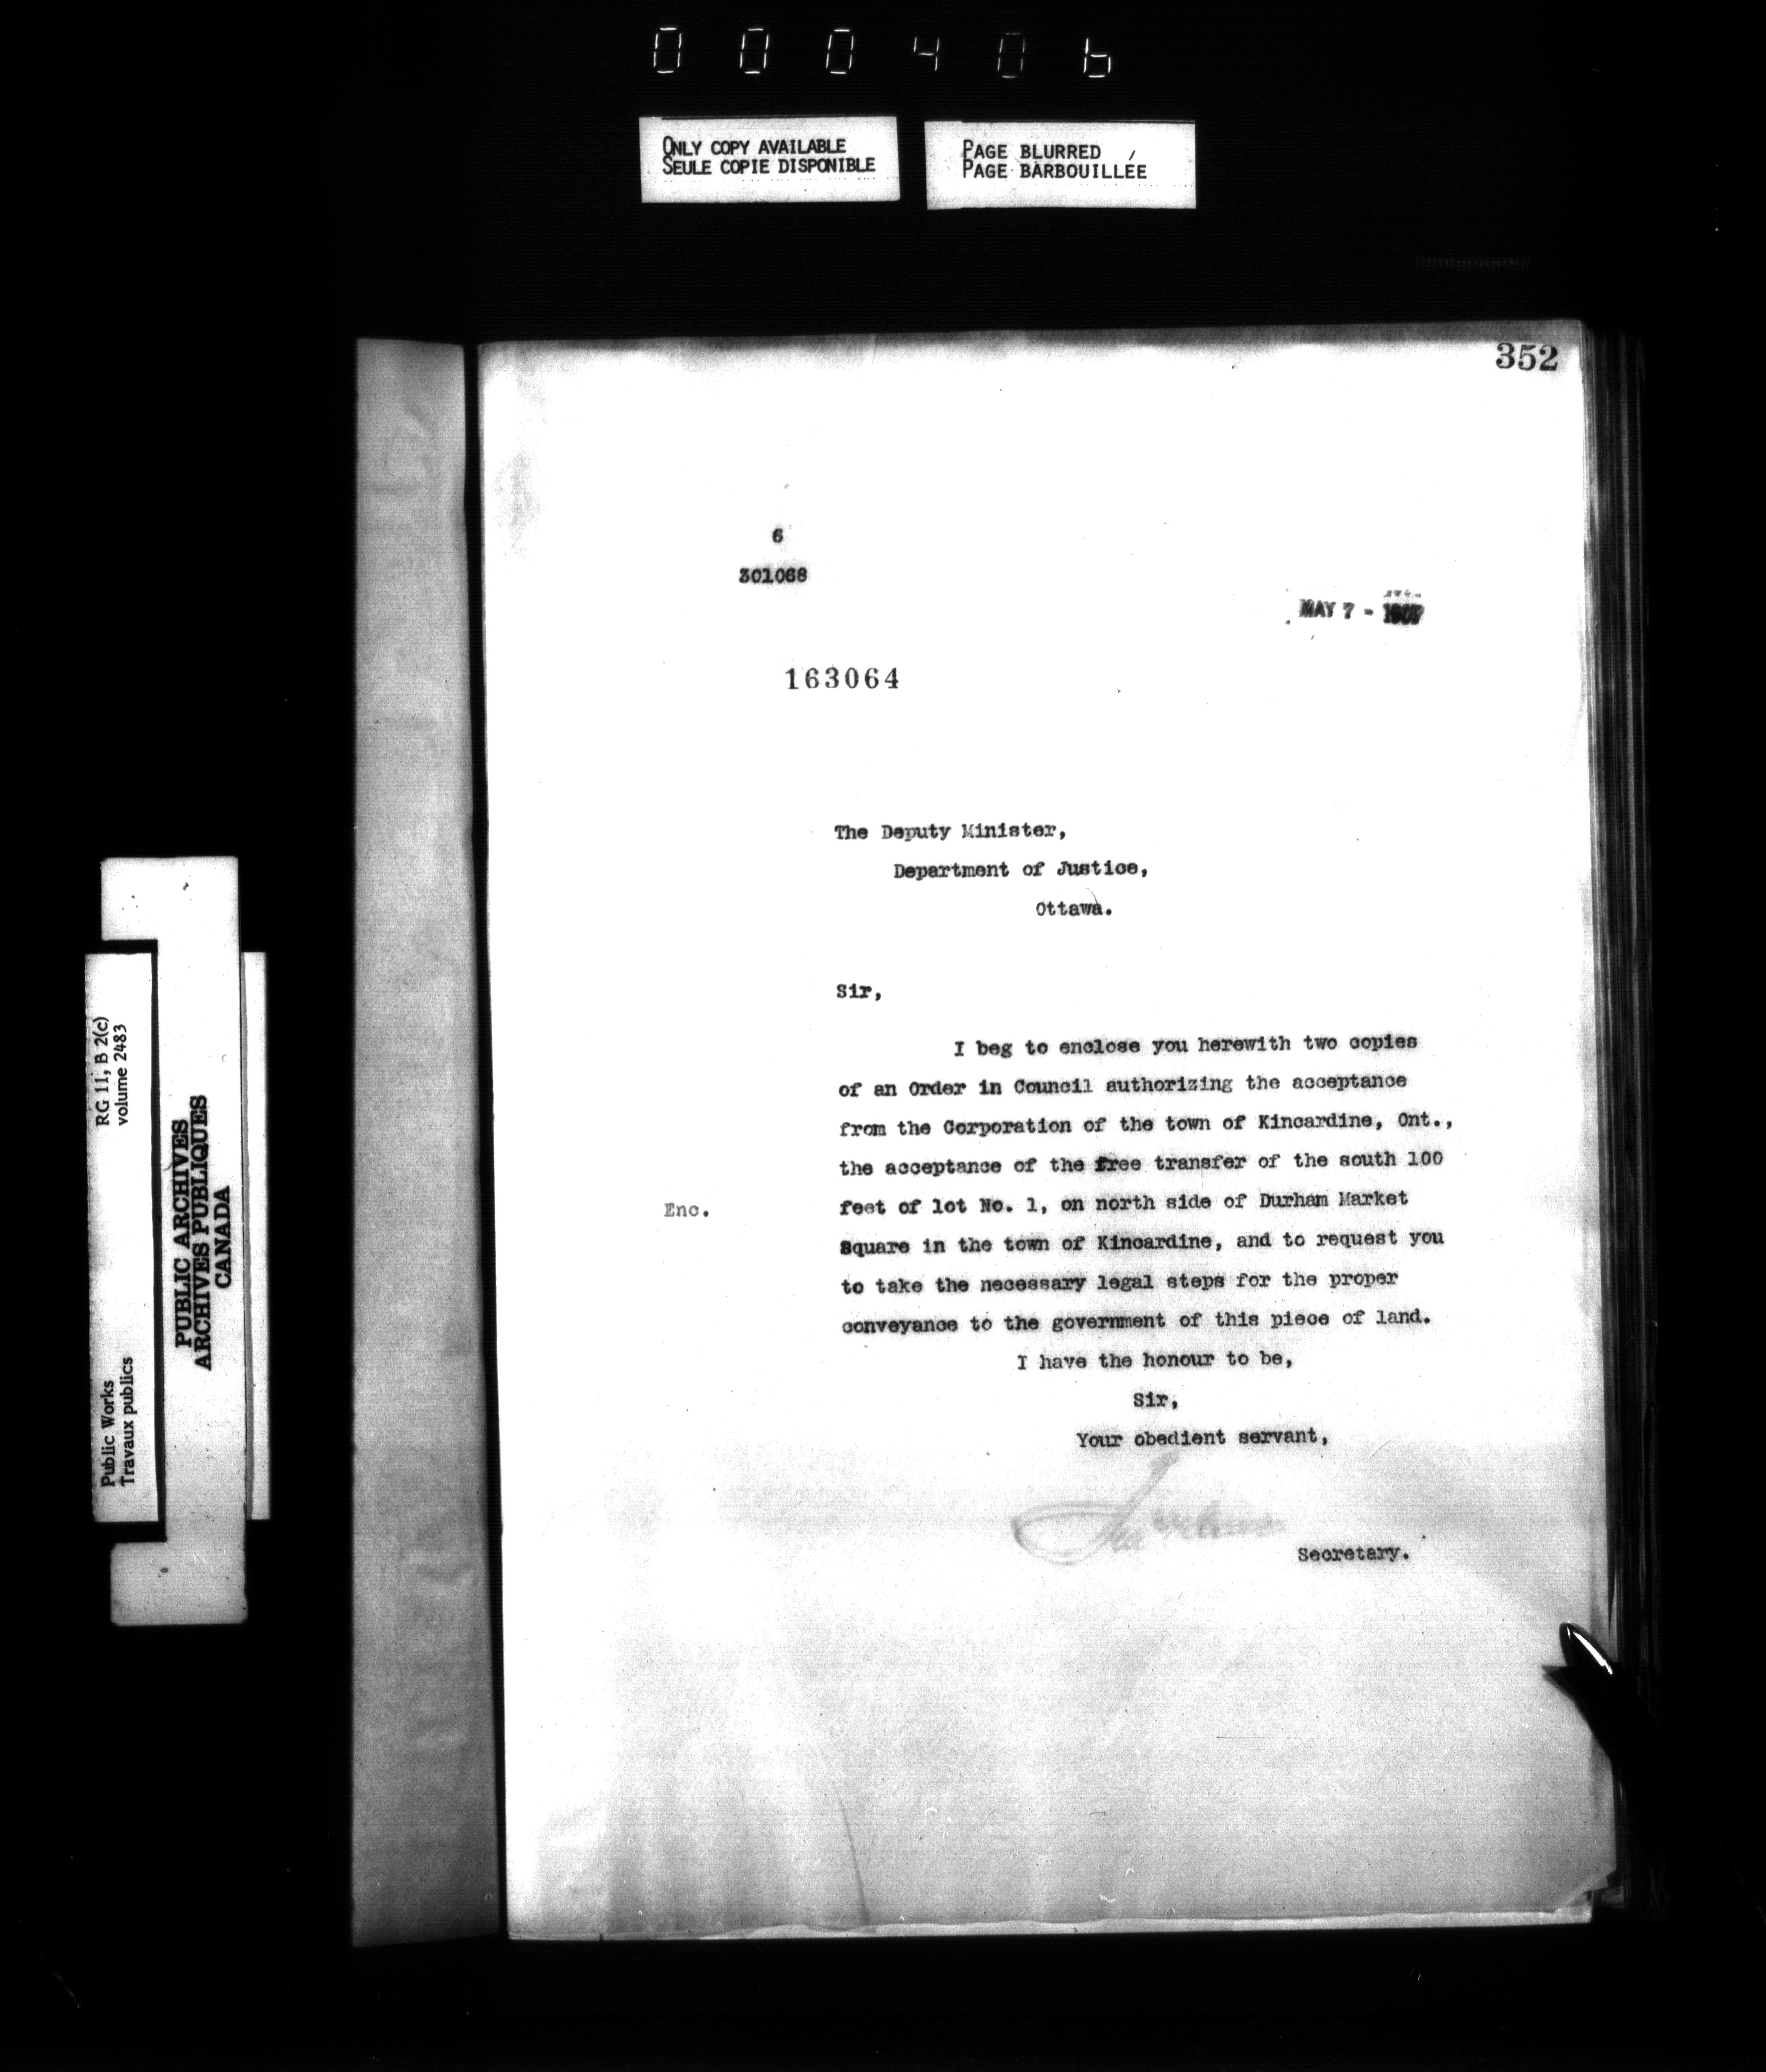 000406
ONLY COPY AVAILABLE
SEULE COPIE DISPONIBLE
PAGE BLURRED
PAGE BARBOUILLÉE
352
6
301068
MAY 7 - 1907
163064
The Deputy Minister,
Department of Justice,
Ottawa.
Sir,
I beg to enclose you herewith two copies
of an Order in Council authorizing the acceptance
from the Corporation of the town of Kincardine, Ont.,
the acceptance of the free transfer of the south 100
Enc.
feet of lot No. 1, on north side of Durham Market
Square in the town of Kincardine, and to request you
to take the necessary legal steps for the proper
conveyance to the government of this piece of land.
I have the honour to be,
Sir,
Your obedient servant,
Secretary.
Public Works
Travaux publics
RG 11, B 2(c)
volume 2483
PUBLIC ARCHIVES
ARCHIVES PUBLIQUES
CANADA